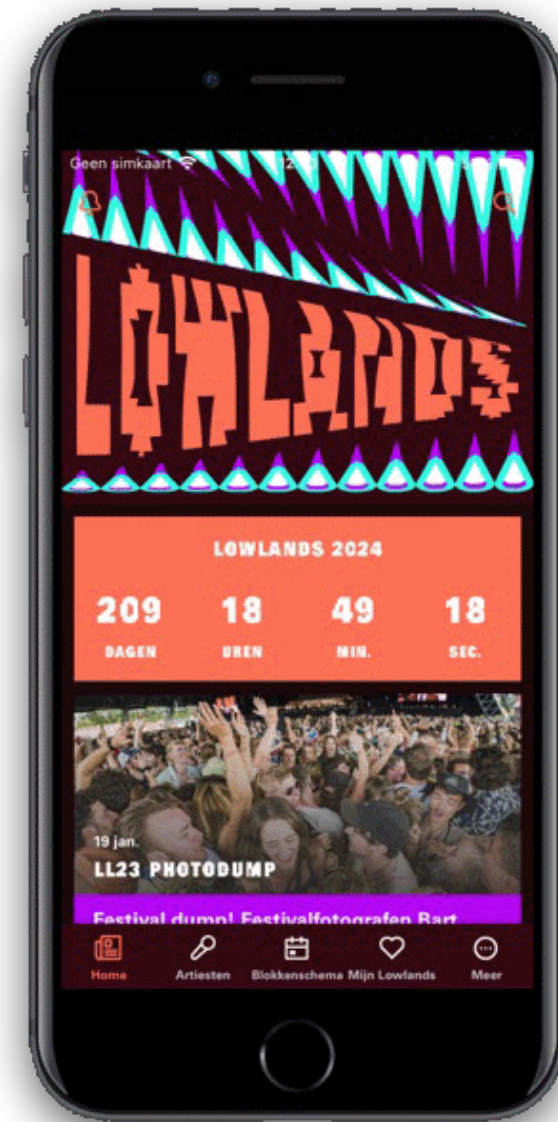 Geen simkaart
LOWLANDS
LOWLANDS 2024
209 18 49 18
DAGEN UREN MIN. SEC.
19 jan.
LL23 PHOTODUMP
Festival dump! Festivalfotografen Bart
Home Artiesten Blokkenschema Mijn Lowlands Meer